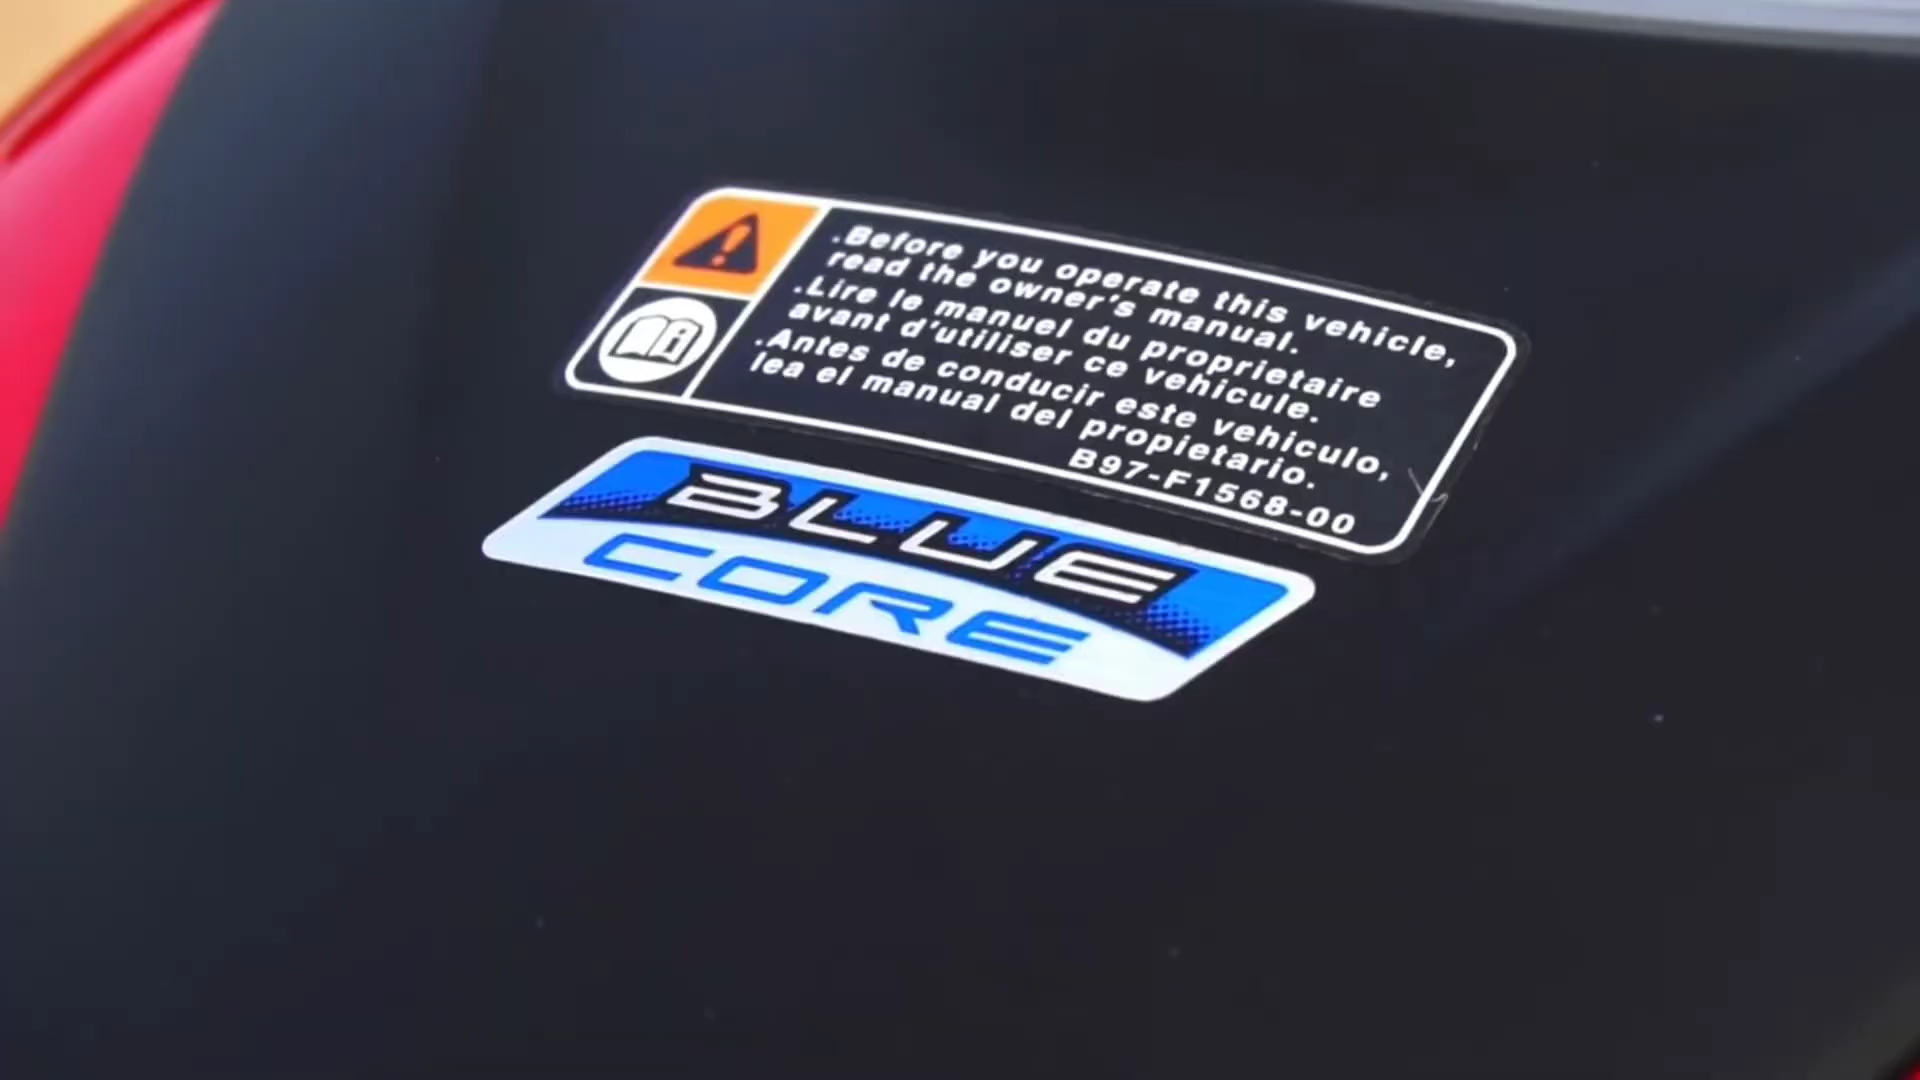 .Before you operate this vehicle,
read the owner's manual.
.Lire le manuel du proprietaire
avant d'utiliser ce vehicule.
.Antes de conducir este vehiculo,
lea el manual del propietario.
B97-F1568-00
BLUE
CORE